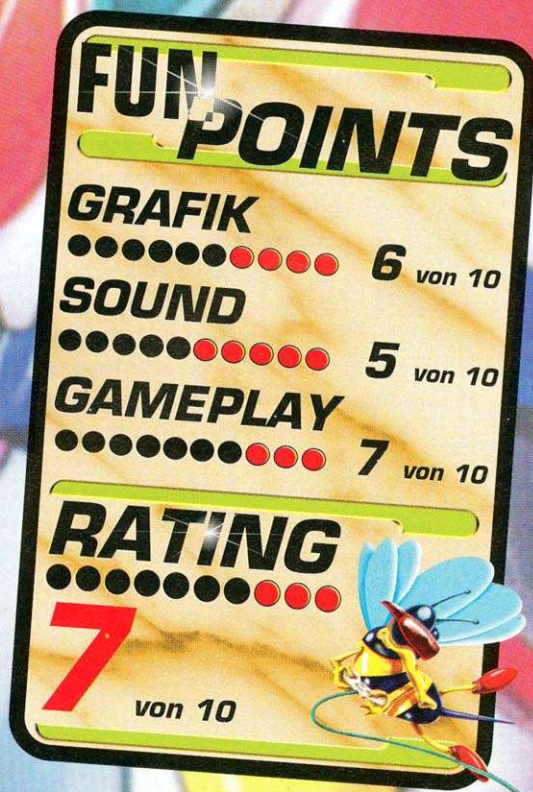 FUN
POINTS
GRAFIK
6 von 10
SOUND
5 von 10
GAMEPLAY
7 von 10
RATING
7 von 10